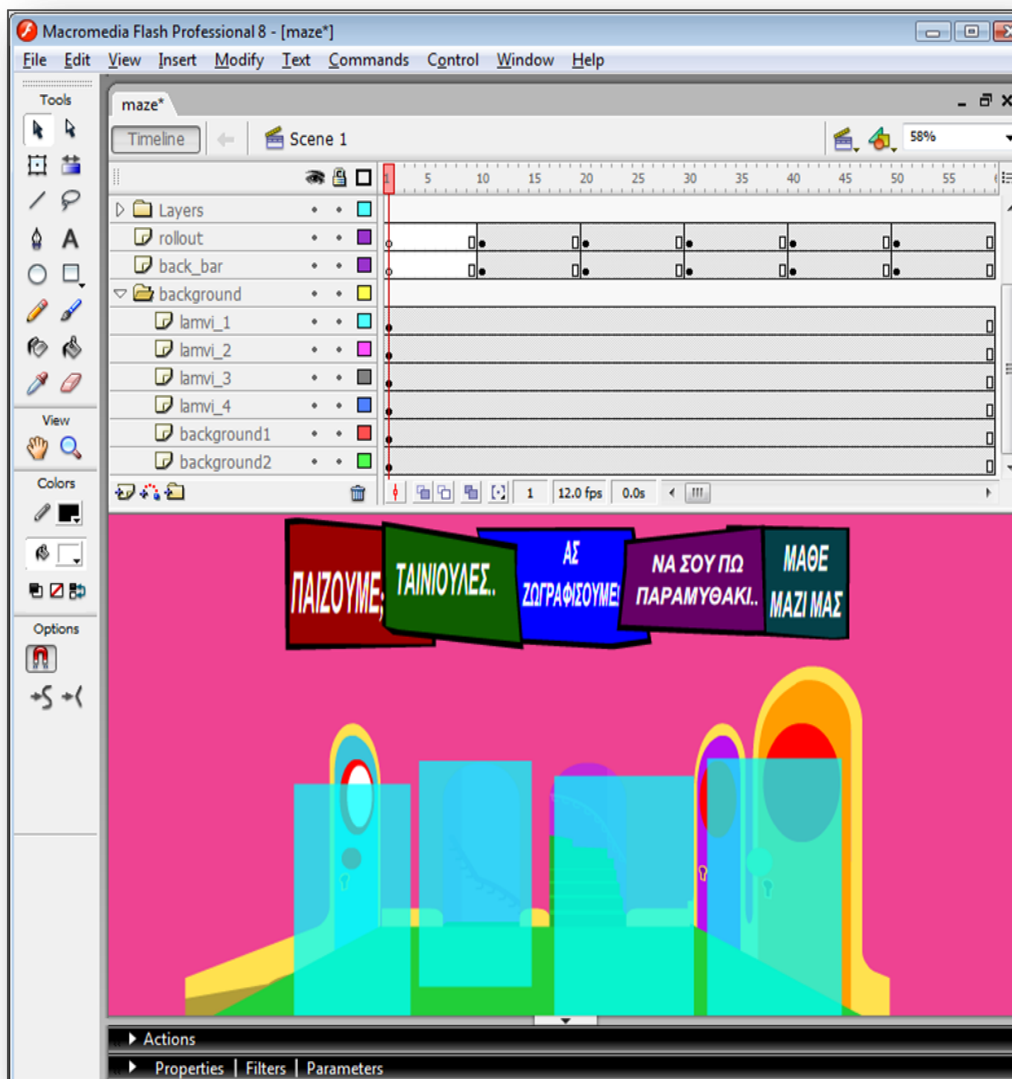 Macromedia Flash Professional 8 - [maze*]
File Edit View Insert Modify Text Commands Control Window Help
Tools
maze*
Timeline
Scene 1
58%
1 5 10 15 20 25 30 35 40 45 50 55
Layers
rollout
back_bar
background
lamvi_1
lamvi_2
lamvi_3
lamvi_4
background1
background2
1 12.0 fps 0.0s
View
Colors
Options
ΠΑΙΖΟΥΜΕ;
ΤΑΙΝΙΟΥΛΕΣ..
ΑΣ
ΖΩΓΡΑΦΙΣΟΥΜΕ!
ΝΑ ΣΟΥ ΠΩ
ΠΑΡΑΜΥΘΑΚΙ..
ΜΑΘΕ
ΜΑΖΙ ΜΑΣ
Actions
Properties | Filters | Parameters